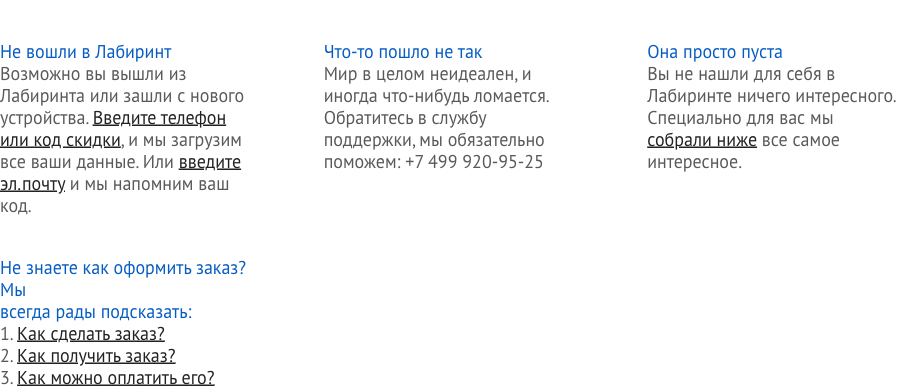 Не вошли в Лабиринт
Возможно вы вышли из
Лабиринта или зашли с нового
устройства. Введите телефон
или код скидки, и мы загрузим
все ваши данные. Или введите
эл.почту и мы напомним ваш
код.
Что-то пошло не так
Мир в целом неидеален, и
иногда что-нибудь ломается.
Обратитесь в службу
поддержки, мы обязательно
поможем: +7 499 920-95-25
Она просто пуста
Вы не нашли для себя в
Лабиринте ничего интересного.
Специально для вас мы
собрали ниже все самое
интересное.
Не знаете как оформить заказ?
Мы
всегда рады подсказать:
1. Как сделать заказ?
2. Как получить заказ?
3. Как можно оплатить его?